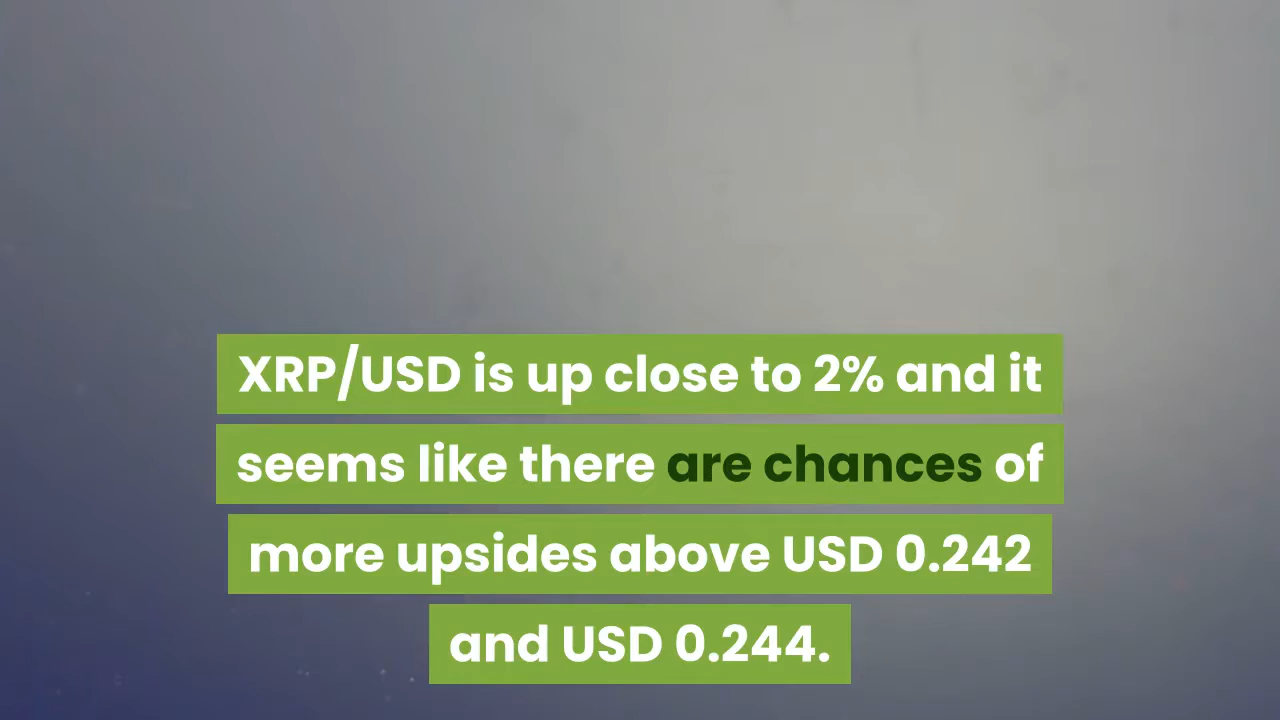 XRP/USD is up close to 2% and it
seems like there are chances of
more upsides above USD 0.242
and USD 0.244.